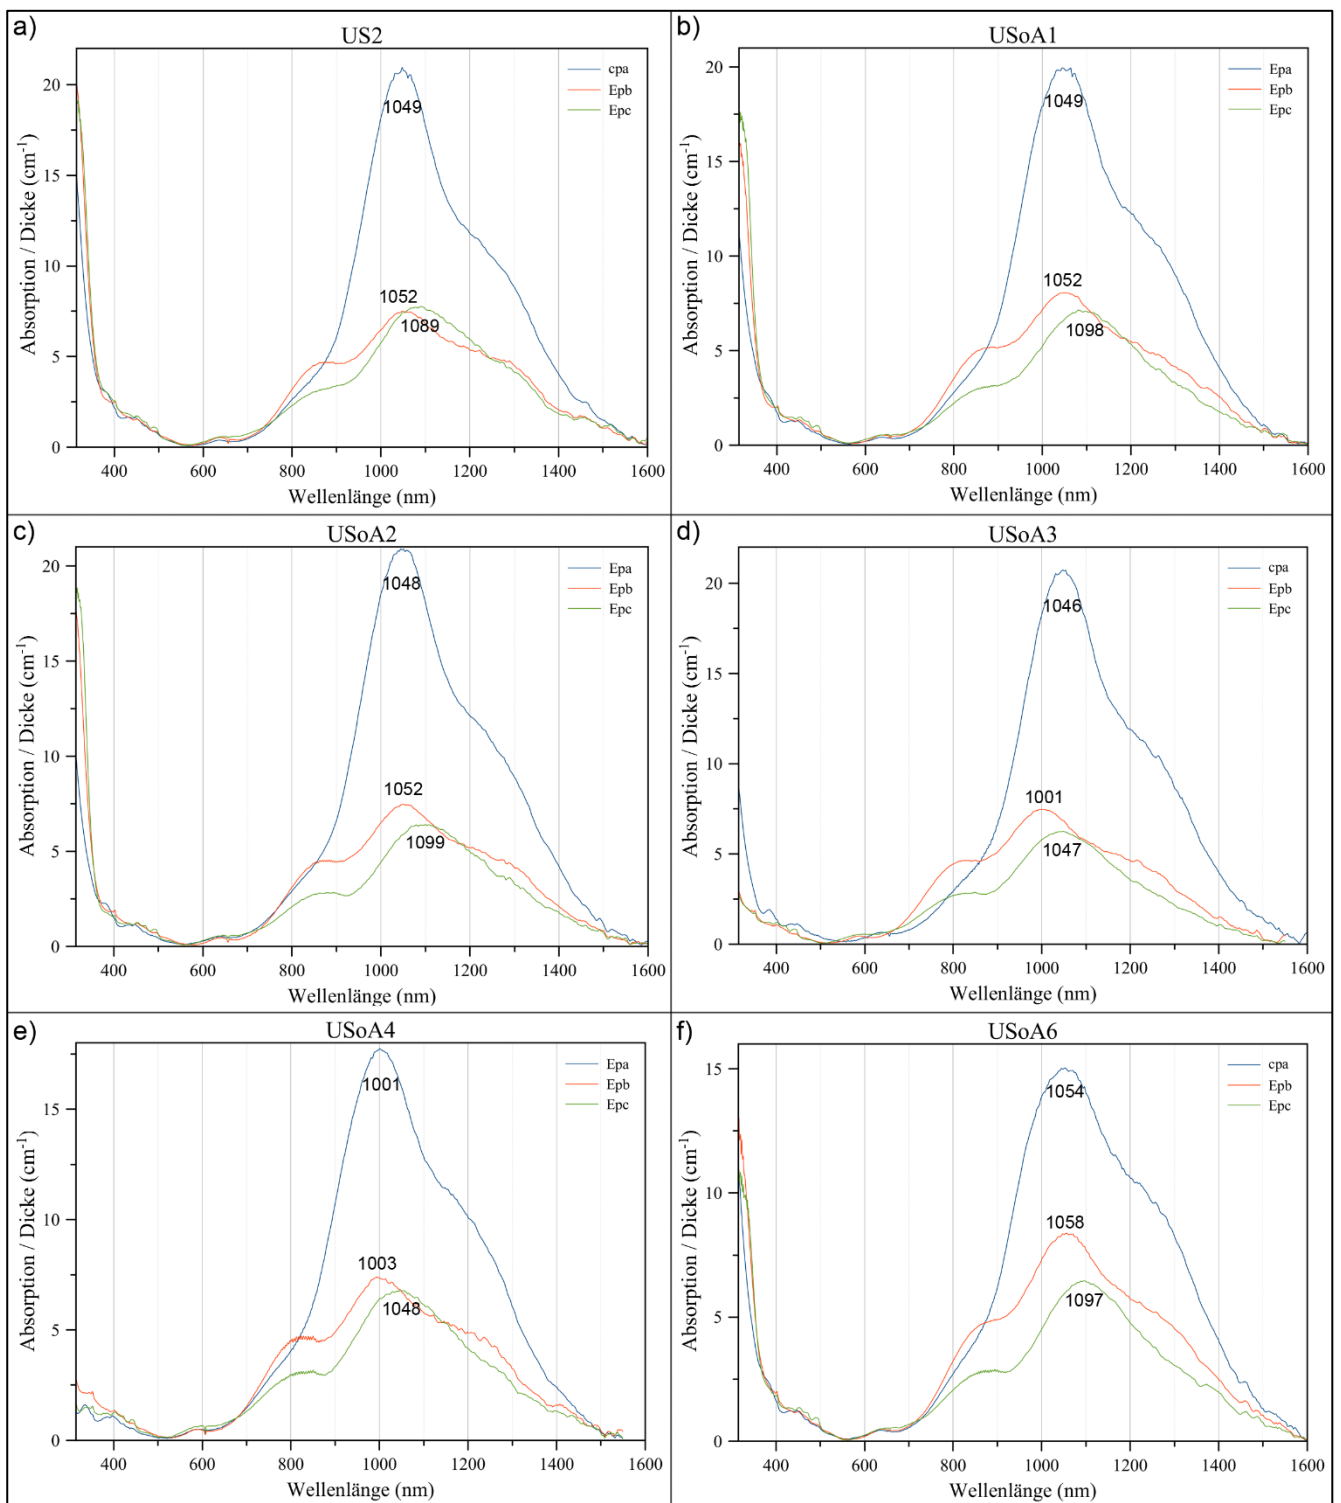 a)
US2
cpa
Epb
Epc
1049
1052
1089
Absorption / Dicke (cm⁻¹)
20
15
10
5
0
400 600 800 1000 1200 1400 1600
Wellenlänge (nm)
b)
USoA1
Epa
Epb
Epc
1049
1052
1098
Absorption / Dicke (cm⁻¹)
20
15
10
5
0
400 600 800 1000 1200 1400 1600
Wellenlänge (nm)
c)
USoA2
Epa
Epb
Epc
1048
1052
1099
Absorption / Dicke (cm⁻¹)
20
15
10
5
0
400 600 800 1000 1200 1400 1600
Wellenlänge (nm)
d)
USoA3
cpa
Epb
Epc
1046
1001
1047
Absorption / Dicke (cm⁻¹)
20
15
10
5
0
400 600 800 1000 1200 1400 1600
Wellenlänge (nm)
e)
USoA4
Epa
Epb
Epc
1001
1003
1048
Absorption / Dicke (cm⁻¹)
15
10
5
0
400 600 800 1000 1200 1400 1600
Wellenlänge (nm)
f)
USoA6
cpa
Epb
Epc
1054
1058
1097
Absorption / Dicke (cm⁻¹)
15
10
5
0
400 600 800 1000 1200 1400 1600
Wellenlänge (nm)